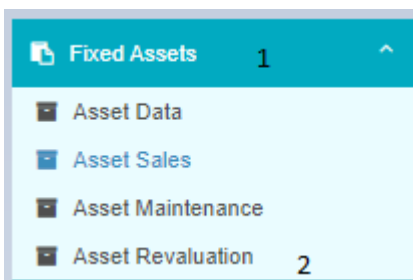 Fixed Assets 1
Asset Data
Asset Sales
Asset Maintenance
Asset Revaluation 2